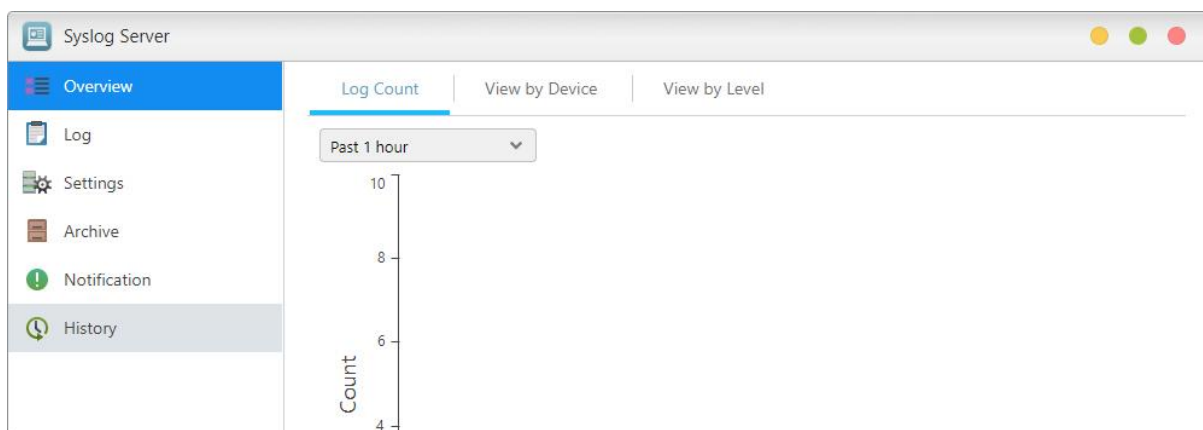 Syslog Server
Overview
Log
Settings
Archive
Notification
History
Log Count
View by Device
View by Level
Past 1 hour
10
8
6
4
Count